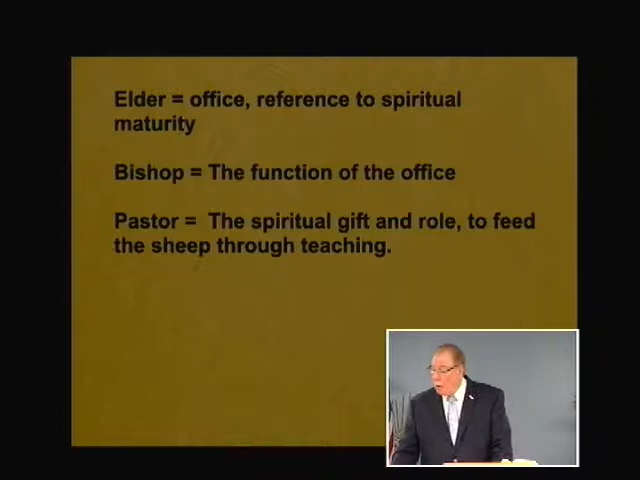 Elder = office, reference to spiritual
maturity
Bishop = The function of the office
Pastor = The spiritual gift and role, to feed
the sheep through teaching.